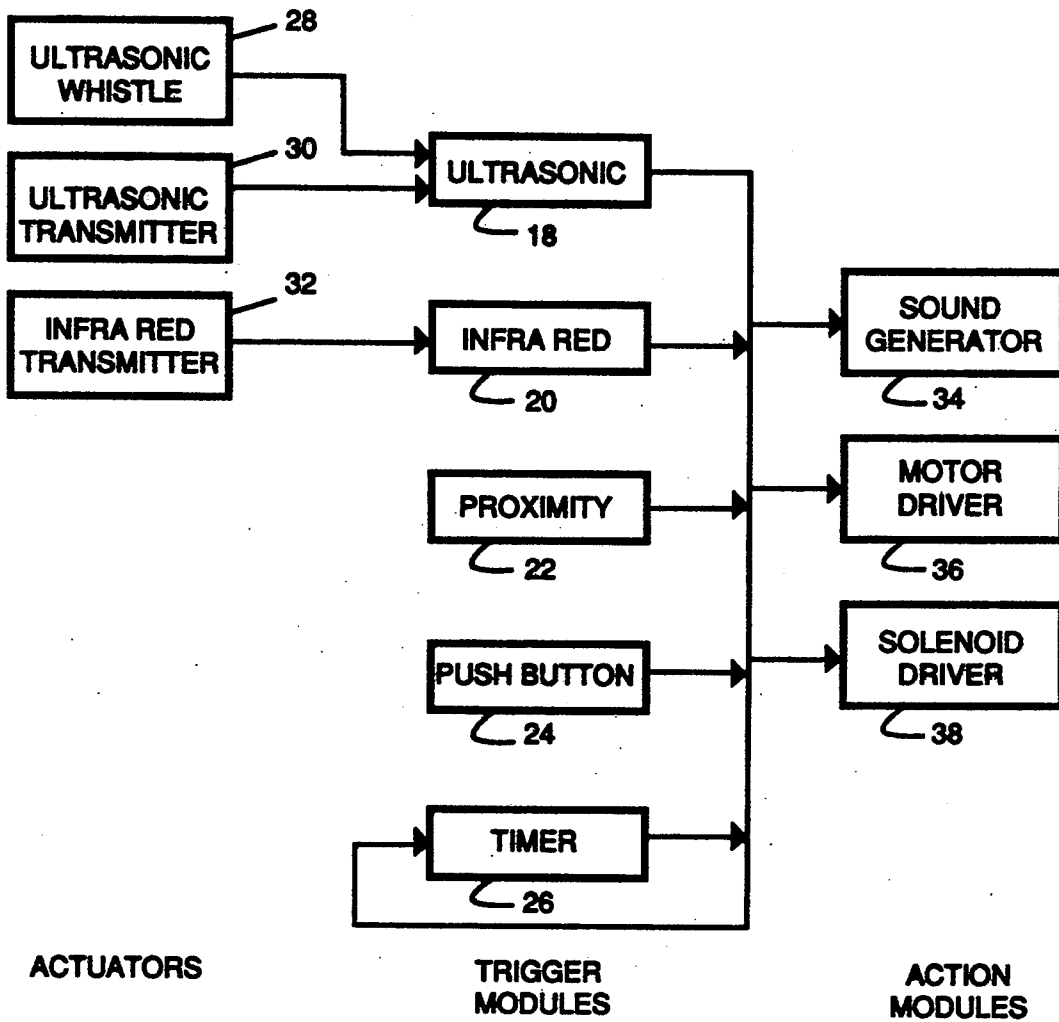 28
ULTRASONIC
WHISTLE
30
ULTRASONIC
TRANSMITTER
32
INFRA RED
TRANSMITTER
ULTRASONIC
18
INFRA RED
20
PROXIMITY
22
PUSH BUTTON
24
TIMER
26
SOUND
GENERATOR
34
MOTOR
DRIVER
36
SOLENOID
DRIVER
38
ACTUATORS
TRIGGER
MODULES
ACTION
MODULES